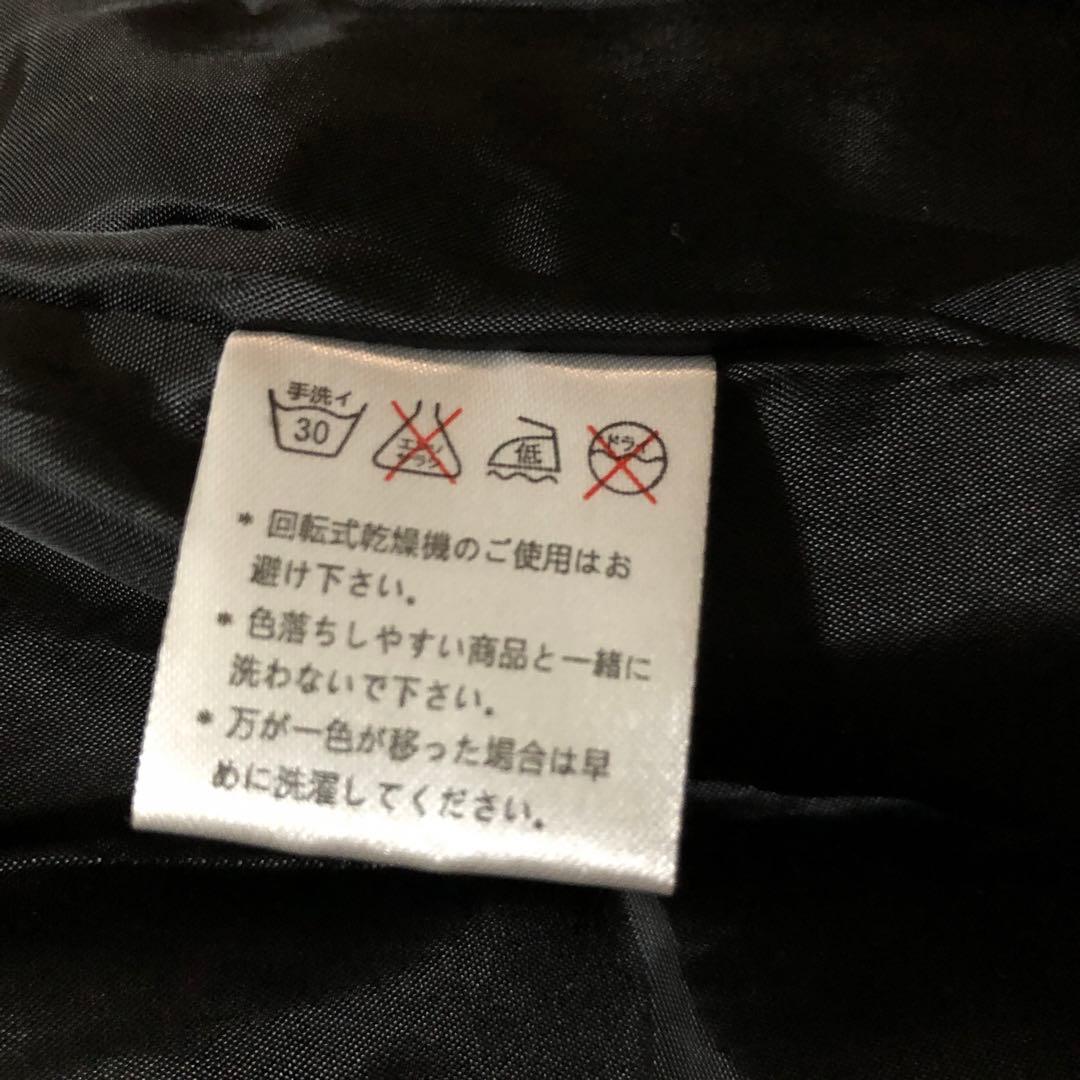 手洗イ
30
エンソ
サラシ
低
ドライ
* 回転式乾燥機のご使用はお
避け下さい。
* 色落ちしやすい商品と一緒に
洗わないで下さい。
* 万が一色が移った場合は早
めに洗濯してください。